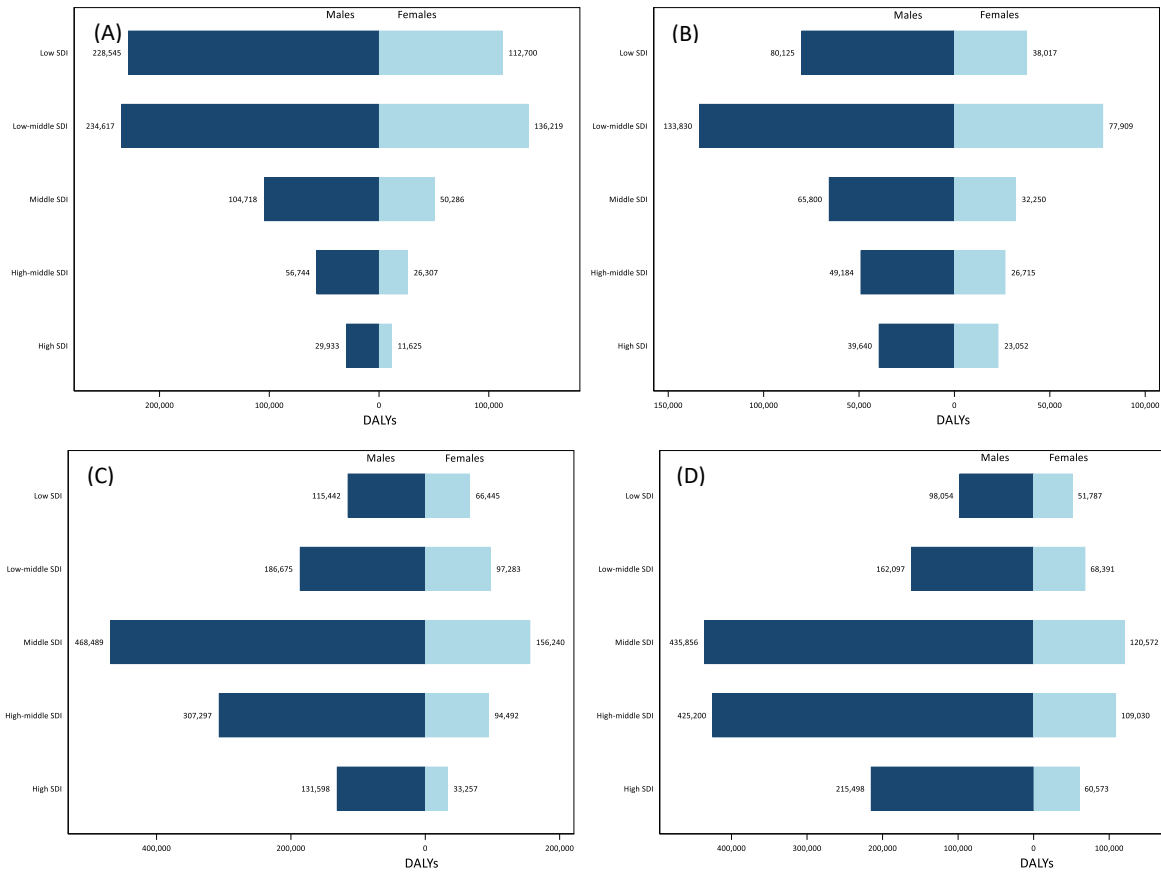 (A)
Males Females
Low SDI 228,545 112,700
Low-middle SDI 234,617 136,219
Middle SDI 104,718 50,286
High-middle SDI 56,744 26,307
High SDI 29,933 11,625
200,000 100,000 0 100,000
DALYs
(B)
Males Females
Low SDI 80,125 38,017
Low-middle SDI 133,830 77,909
Middle SDI 65,800 32,250
High-middle SDI 49,184 26,715
High SDI 39,640 23,052
150,000 100,000 50,000 0 50,000 100,000
DALYs
(C)
Males Females
Low SDI 115,442 66,445
Low-middle SDI 186,675 97,283
Middle SDI 468,489 156,240
High-middle SDI 307,297 94,492
High SDI 131,598 33,257
400,000 200,000 0 200,000
DALYs
(D)
Males Females
Low SDI 98,054 51,787
Low-middle SDI 162,097 68,391
Middle SDI 435,856 120,572
High-middle SDI 425,200 109,030
High SDI 215,498 60,573
400,000 300,000 200,000 100,000 0 100,000
DALYs